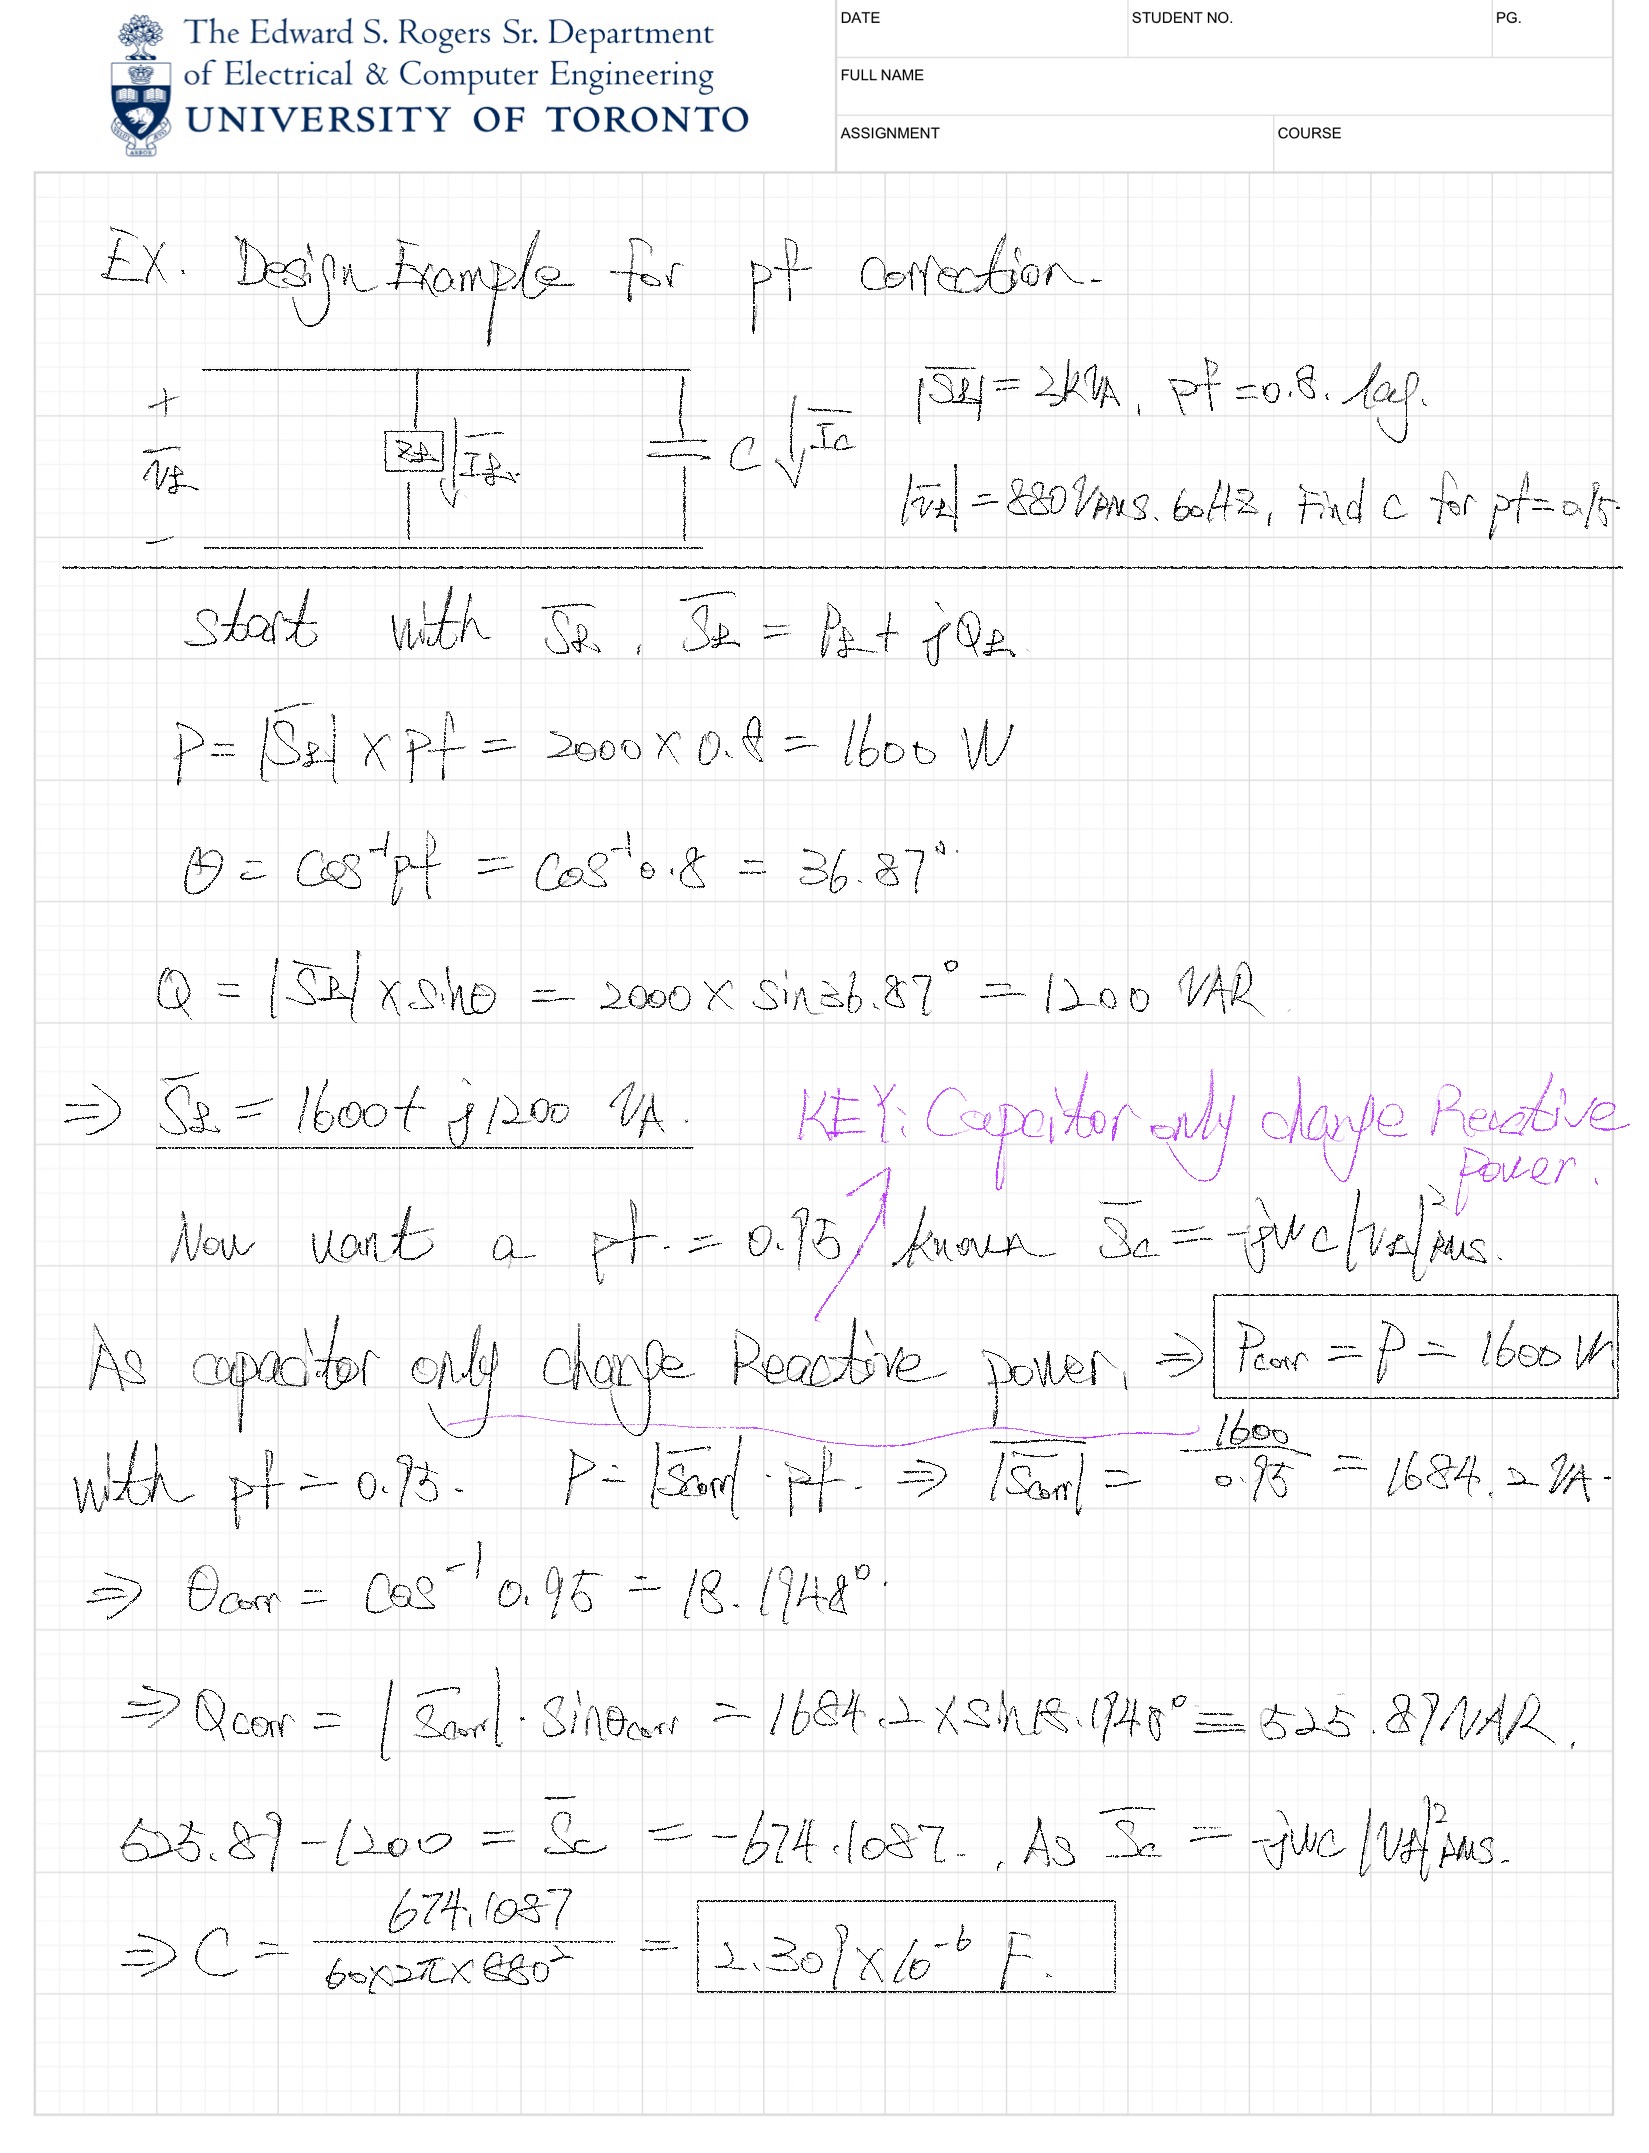 The Edward S. Rogers Sr. Department
of Electrical & Computer Engineering
UNIVERSITY OF TORONTO
DATE
STUDENT NO.
PG.
FULL NAME
ASSIGNMENT
COURSE
EX. Design Example for pf correction.
+
V̅L
-
ZL
I̅L
C
I̅c
|S̅L| = 2kVA, pf = 0.8. lag.
|V̅L| = 880 VRMS. 60HZ, Find C for pf = 0.95.
start with S̅L, S̅L = PL + jQL
P = |S̅L| × pf = 2000 × 0.8 = 1600 W
θ = cos⁻¹pf = cos⁻¹0.8 = 36.87°.
Q = |S̅L| × sinθ = 2000 × sin36.87° = 1200 VAR
⇒ S̅L = 1600 + j1200 VA.
KEY: Capcitor only change Reactive
Power.
Now want a pf. = 0.95 known S̅c = -jwc|VL|²RMS.
As capacitor only change Reactive power, ⇒ Pcorr = P = 1600 W
with pf = 0.95. P = |S̅corr| · pf. ⇒ |S̅corr| = 1600/0.95 = 1684.2 VA.
⇒ θcorr = cos⁻¹ 0.95 = 18.1948°.
⇒ Qcorr = |S̅corr| · sinθcorr = 1684.2 × sin18.1948° = 525.89 VAR.
525.89 - 1200 = S̅c = -674.1087. , As S̅c = -jwc|VL|²RMS.
⇒ C = 674.1087/60×2π×880² = 2.309×10⁻⁶ F.